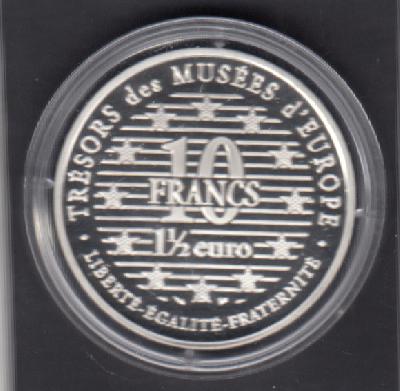 TRÉSORS des MUSÉES d'EUROPE
10
FRANCS
1½ euro
LIBERTÉ-ÉGALITÉ-FRATERNITÉ